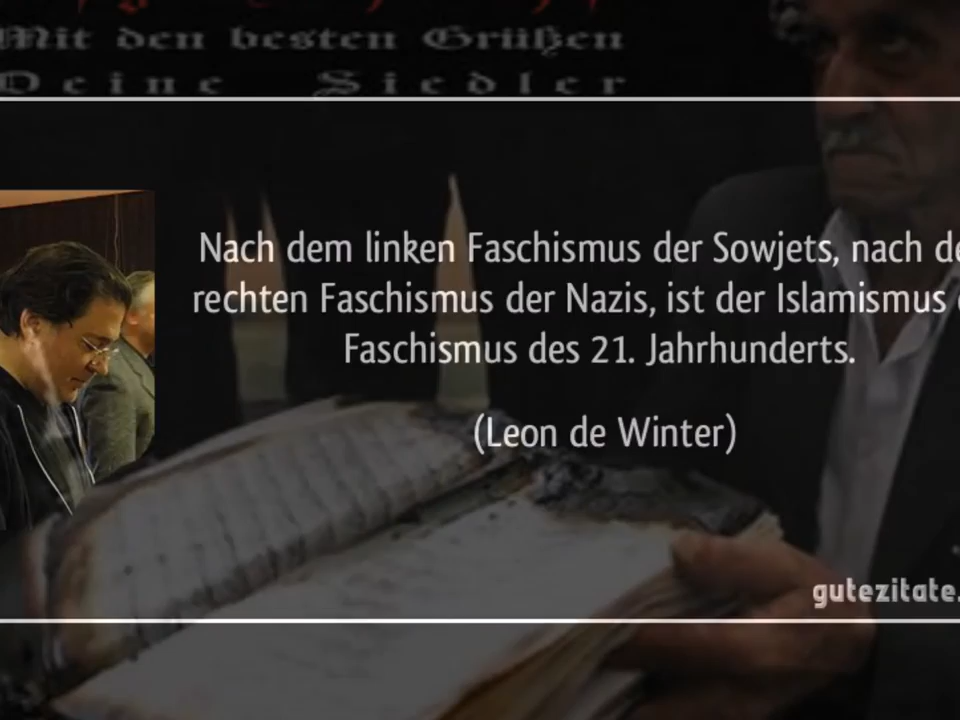 Mit den besten Grüßen
Deine Siedler
Nach dem linken Faschismus der Sowjets, nach de
rechten Faschismus der Nazis, ist der Islamismus
Faschismus des 21. Jahrhunderts.
(Leon de Winter)
gutezitate.